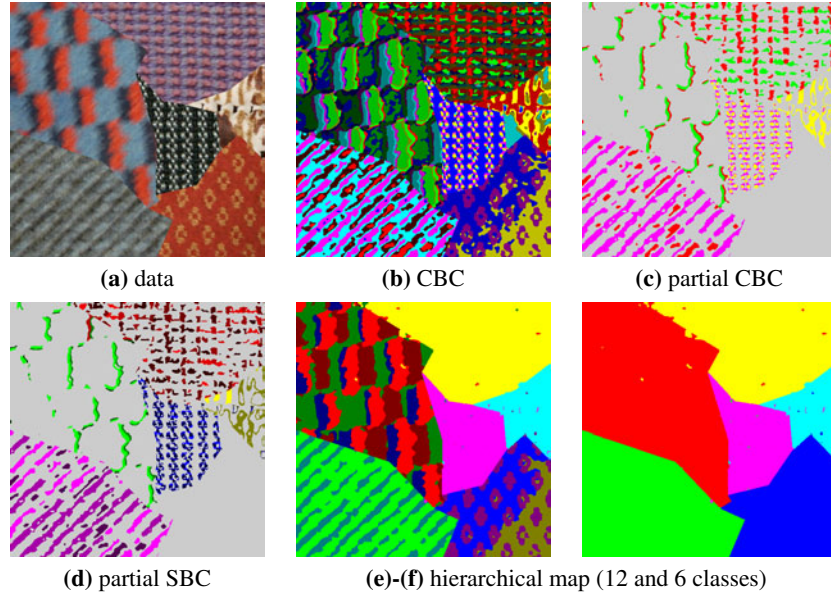 (a) data
(b) CBC
(c) partial CBC
(d) partial SBC
(e)-(f) hierarchical map (12 and 6 classes)